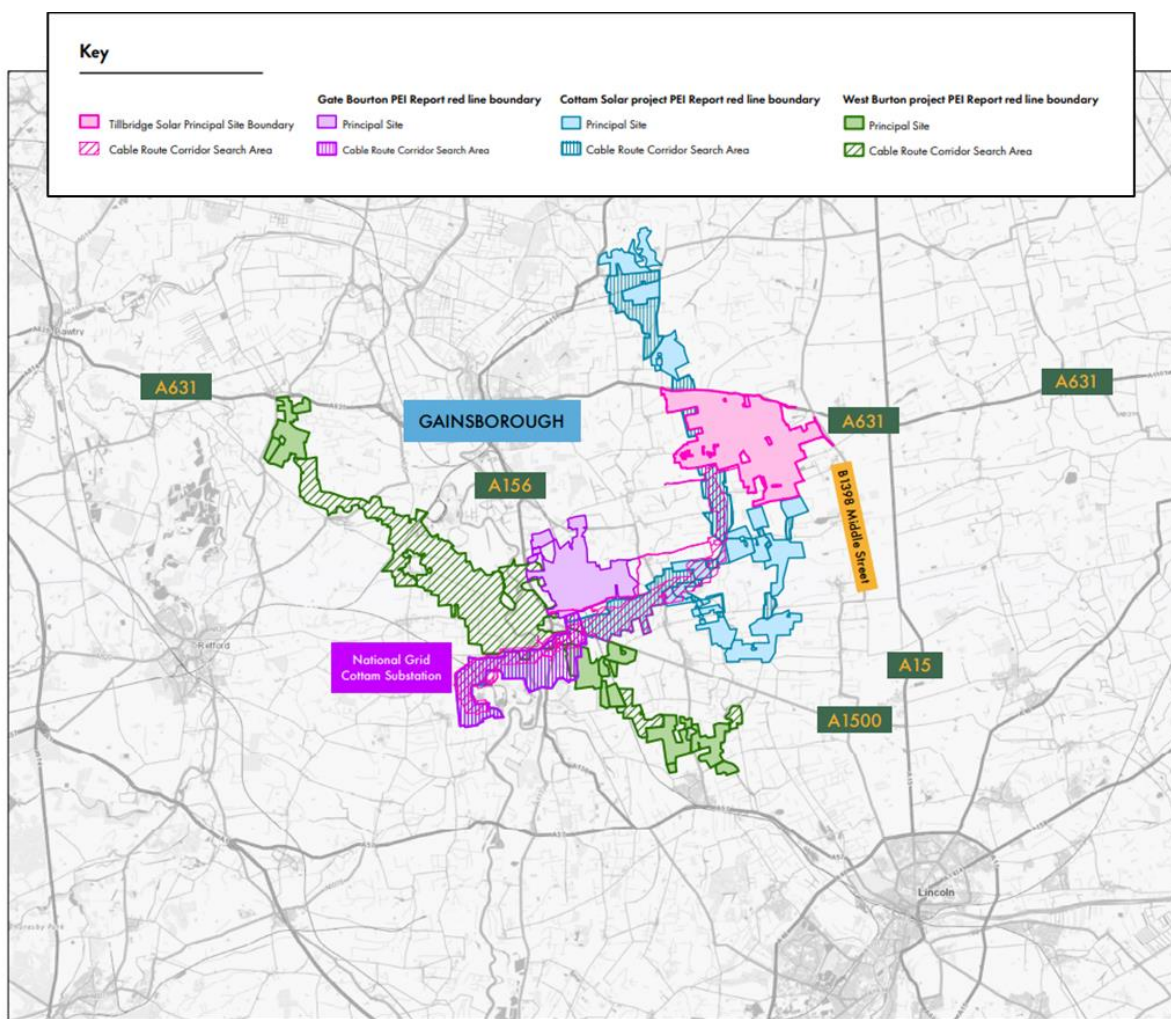 Key
Gate Bourton PEI Report red line boundary
Cottam Solar project PEI Report red line boundary
West Burton project PEI Report red line boundary
Tillbridge Solar Principal Site Boundary
Principal Site
Principal Site
Principal Site
Cable Route Corridor Search Area
Cable Route Corridor Search Area
Cable Route Corridor Search Area
Cable Route Corridor Search Area
A631
A631
GAINSBOROUGH
A631
A156
B1398 Middle Street
Retford
National Grid
Cottam Substation
A15
A1500
Lincoln